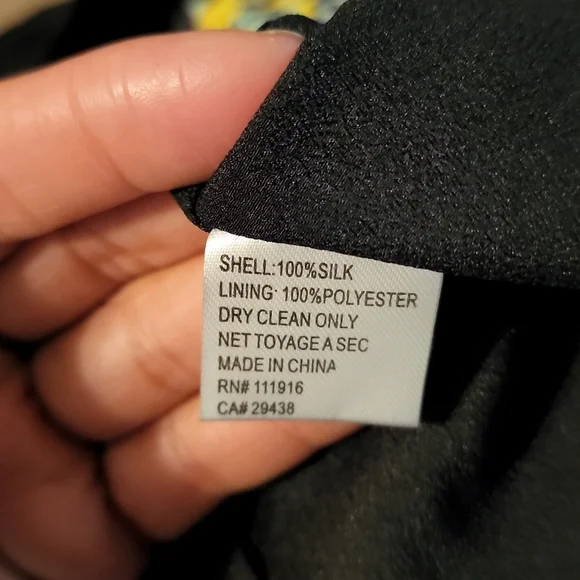 SHELL:100%SILK
LINING: 100%POLYESTER
DRY CLEAN ONLY
NET TOYAGE A SEC
MADE IN CHINA
RN# 111916
CA# 29438